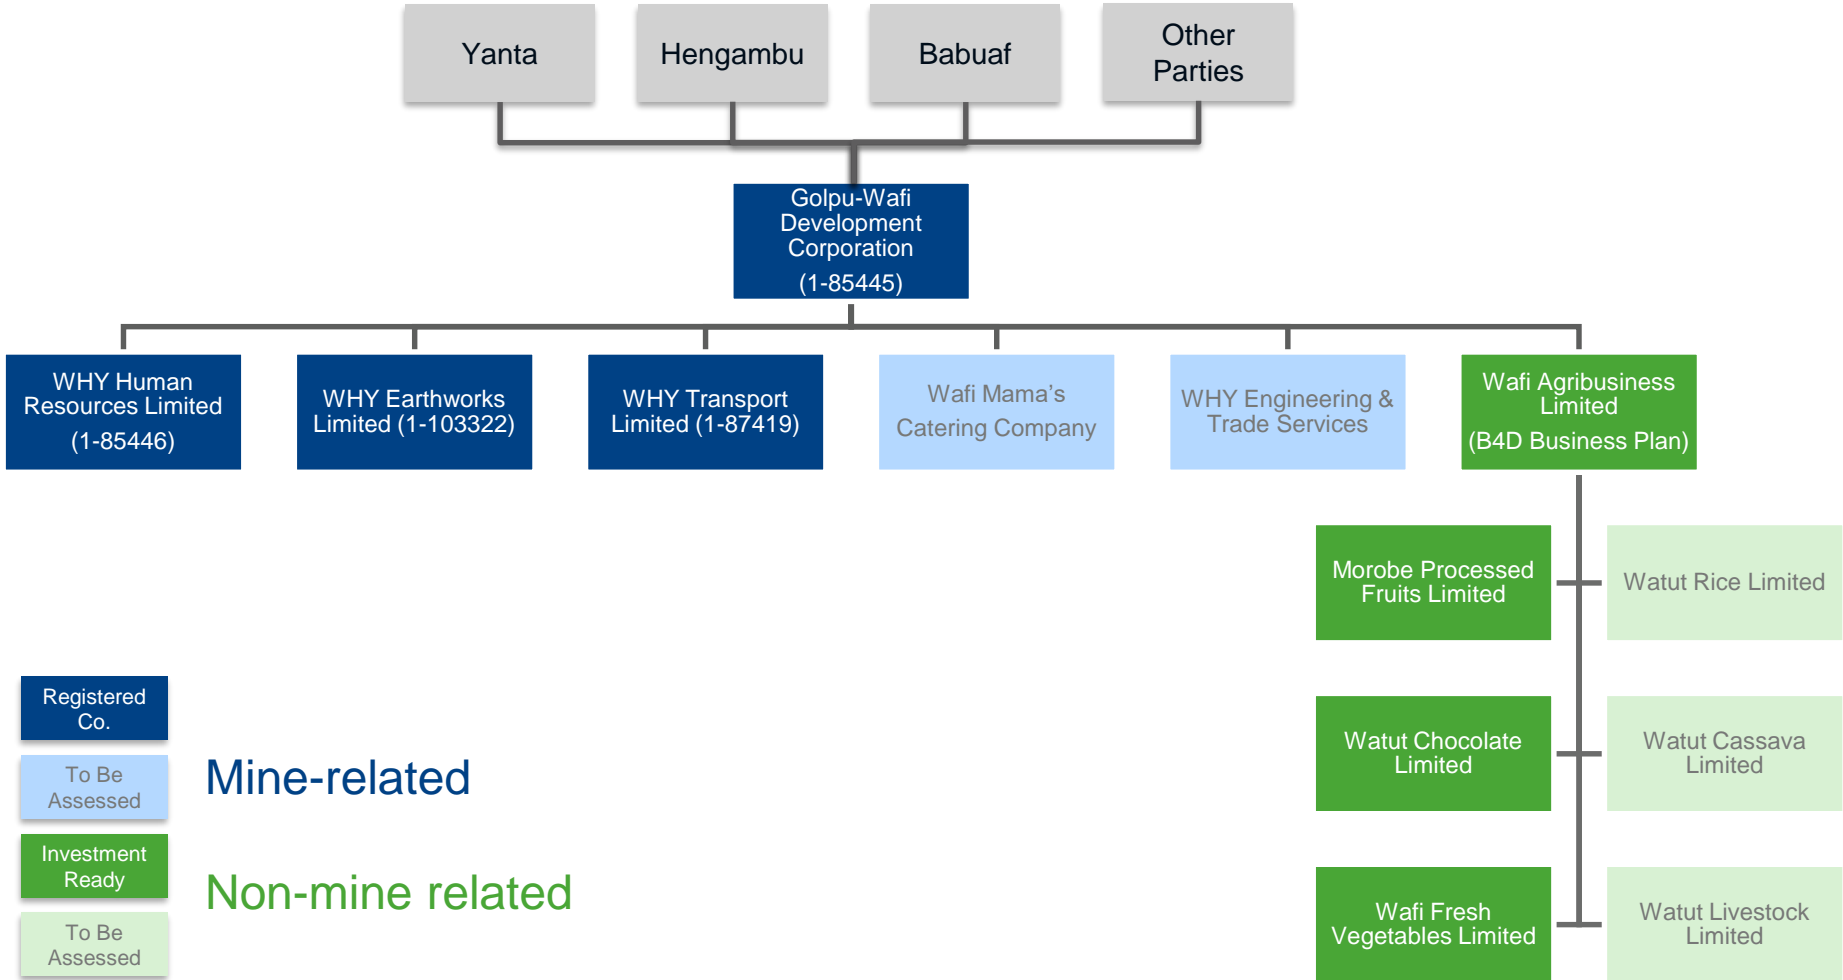 Yanta
Hengambu
Babuaf
Other
Parties
Golpu-Wafi
Development
Corporation
(1-85445)
WHY Human
Resources Limited
(1-85446)
WHY Earthworks
Limited (1-103322)
WHY Transport
Limited (1-87419)
Wafi Mama’s
Catering Company
WHY Engineering &
Trade Services
Wafi Agribusiness
Limited
(B4D Business Plan)
Morobe Processed
Fruits Limited
Watut Rice Limited
Watut Chocolate
Limited
Watut Cassava
Limited
Wafi Fresh
Vegetables Limited
Watut Livestock
Limited
Registered
Co.
To Be
Assessed
Mine-related
Investment
Ready
To Be
Assessed
Non-mine related